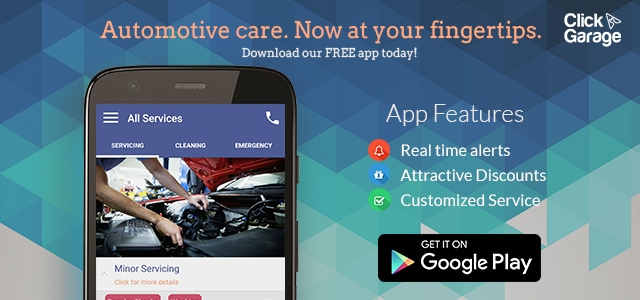 Automotive care. Now at your fingertips.
Download our FREE app today!
Click
Garage
All Services
SERVICING
CLEANING
EMERGENCY
Minor Servicing
Click for more details
App Features
Real time alerts
Attractive Discounts
Customized Service
GET IT ON
Google Play